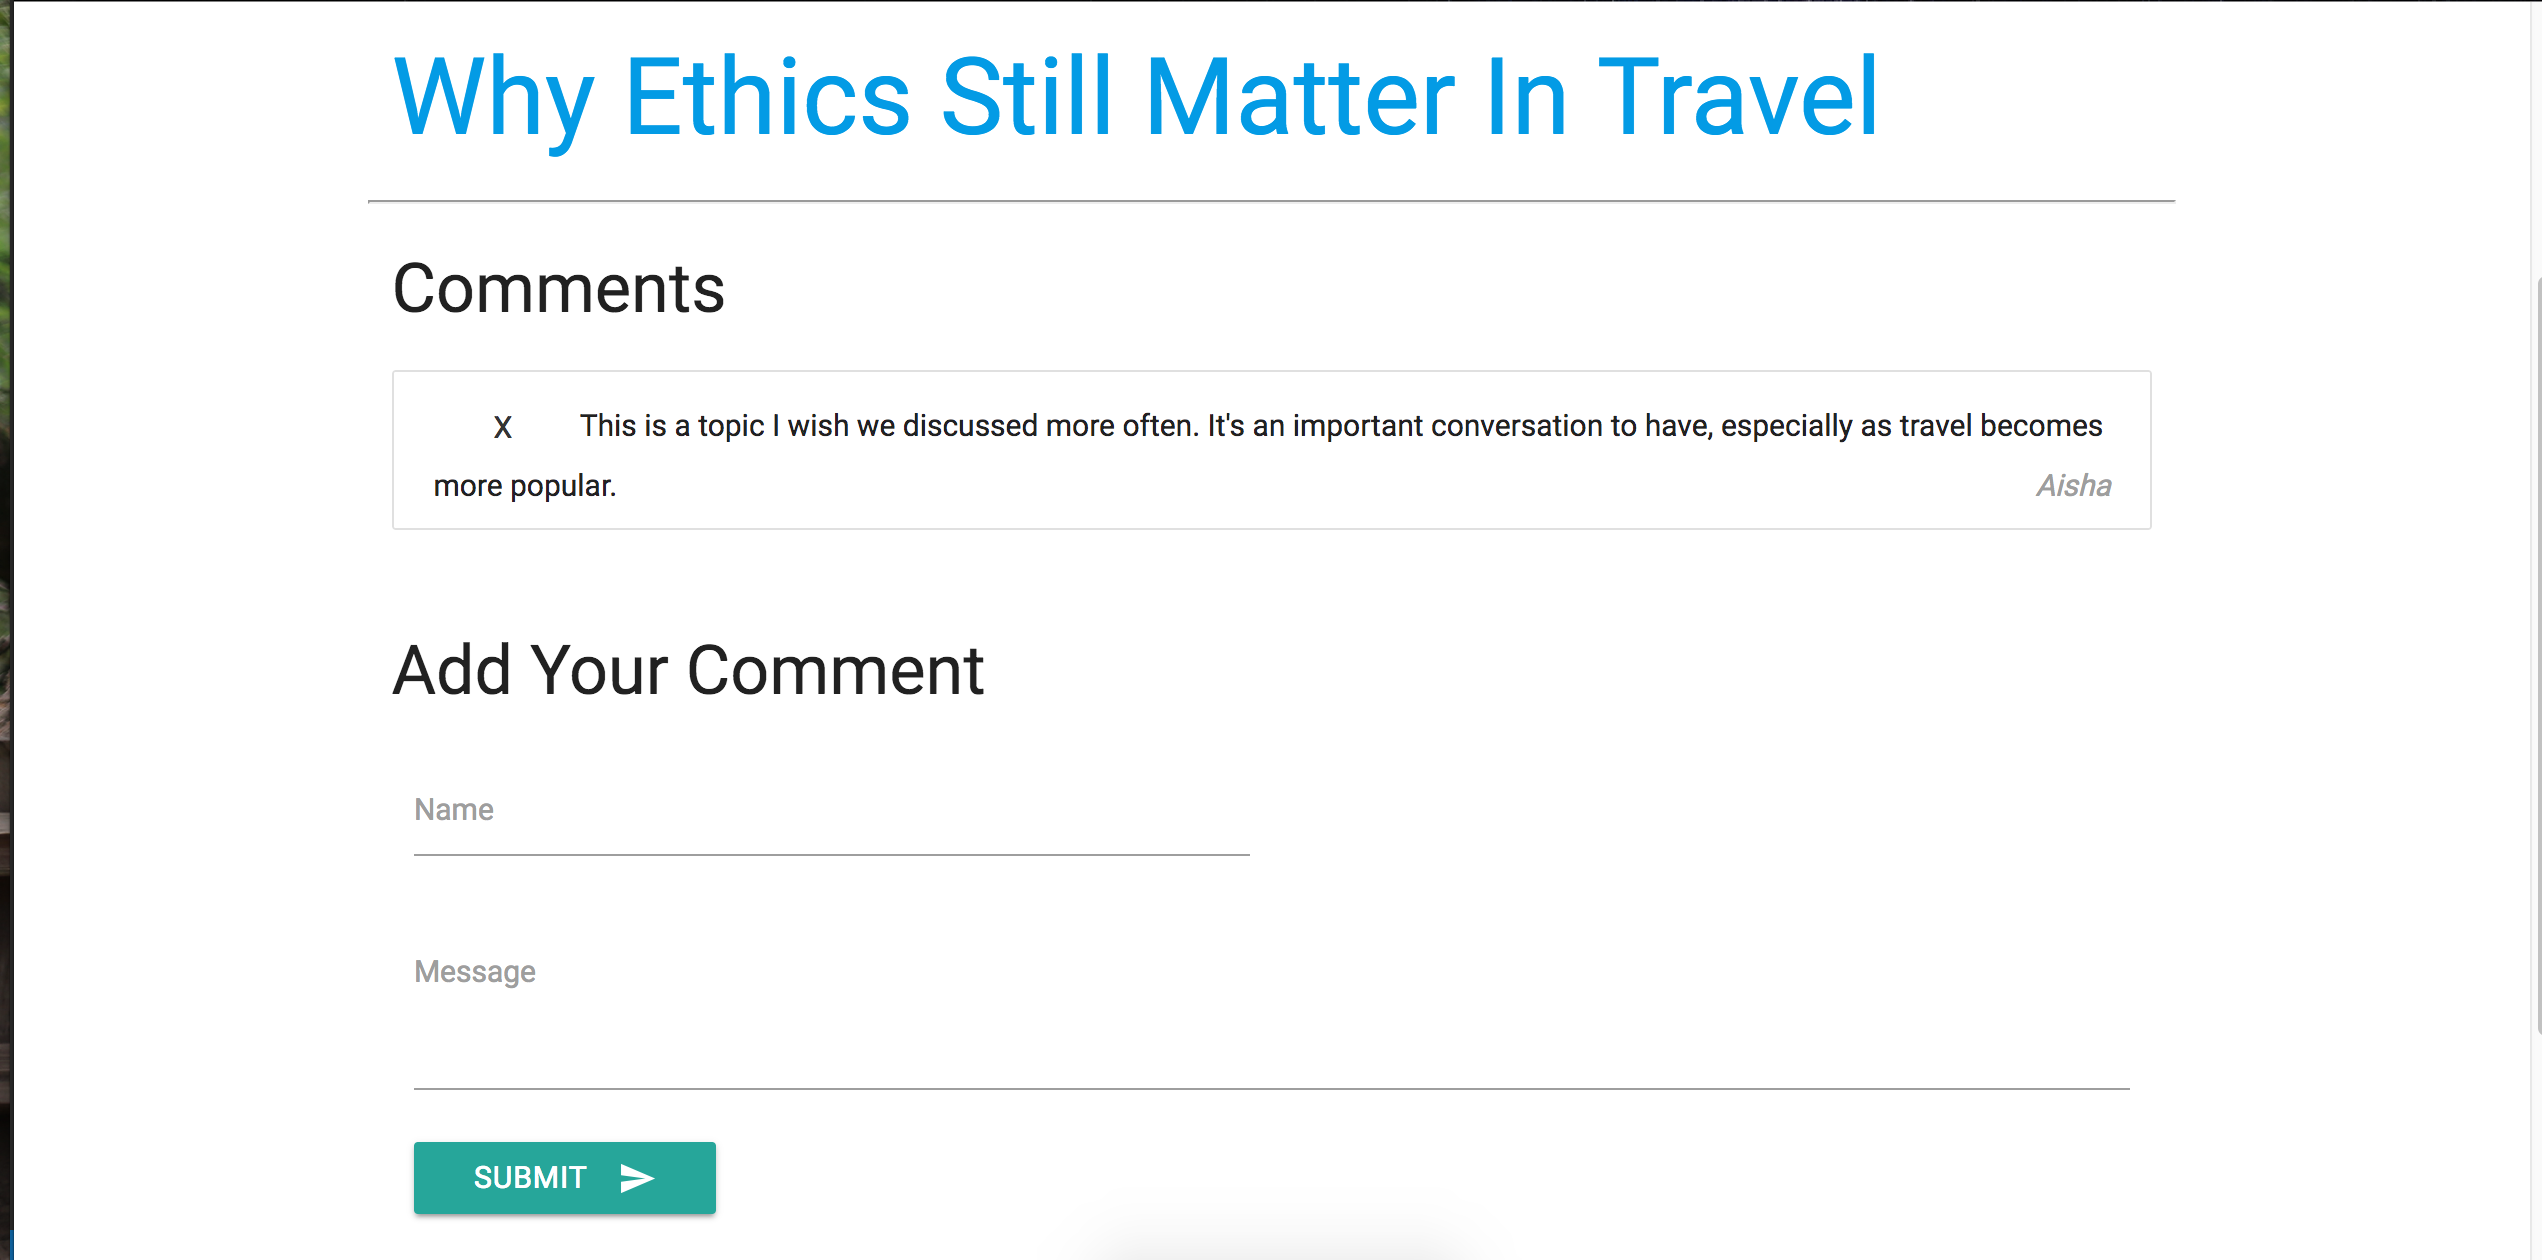 Why Ethics Still Matter In Travel
Comments
X This is a topic I wish we discussed more often. It's an important conversation to have, especially as travel becomes
more popular. Aisha
Add Your Comment
Name
Message
SUBMIT